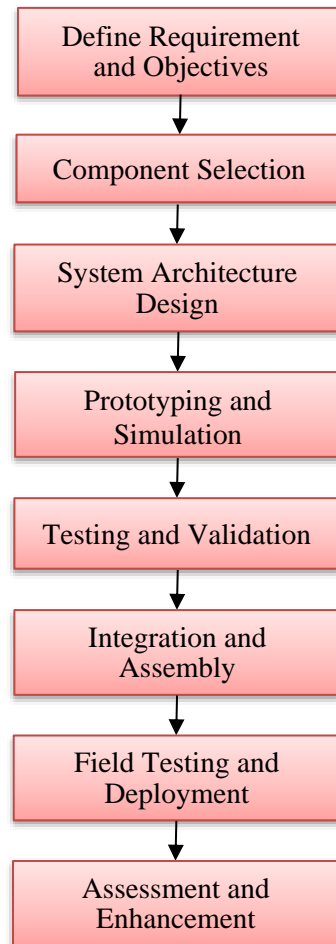 Define Requirement
and Objectives
Component Selection
System Architecture
Design
Prototyping and
Simulation
Testing and Validation
Integration and
Assembly
Field Testing and
Deployment
Assessment and
Enhancement